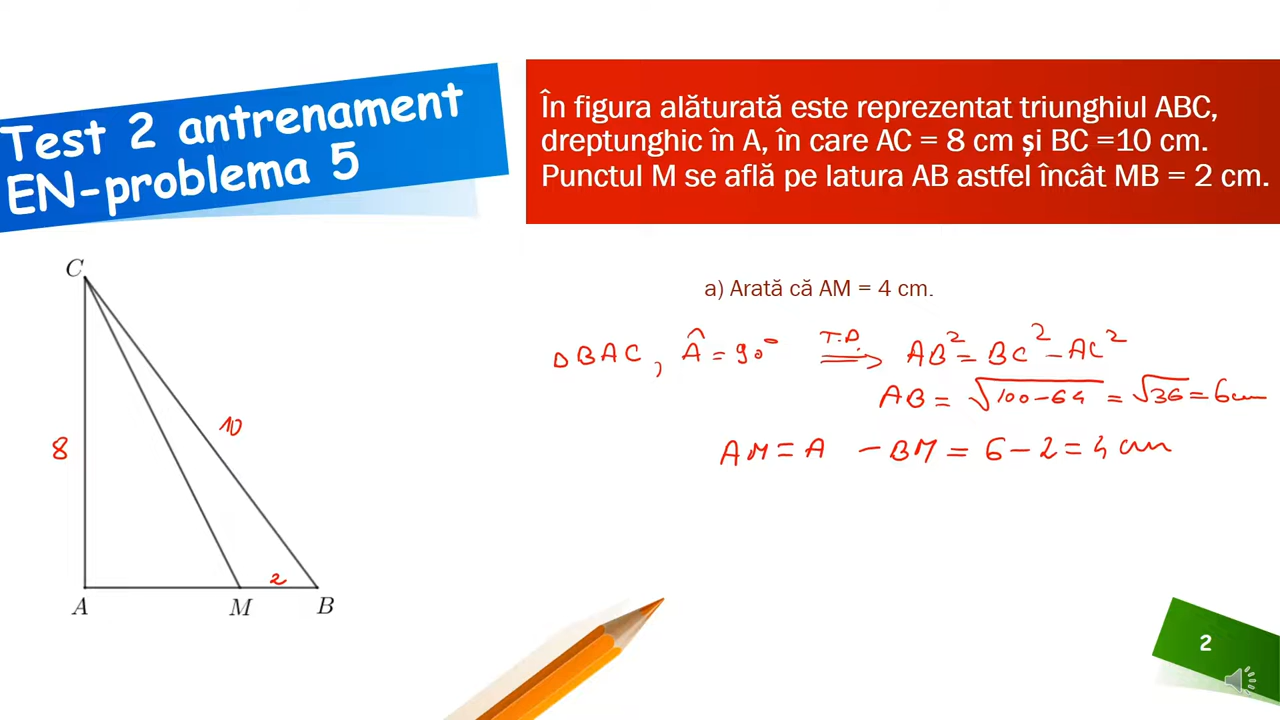 Test 2 antrenament
EN-problema 5
În figura alăturată este reprezentat triunghiul ABC,
dreptunghic în A, în care AC = 8 cm și BC =10 cm.
Punctul M se află pe latura AB astfel încât MB = 2 cm.
a) Arată că AM = 4 cm.
Δ BAC, Â = 90° T.P. ⟹ AB² = BC² − AC²
AB = √100−64 = √36 = 6 cm
AM = A − BM = 6 − 2 = 4 cm
C
8
10
2
A
M
B
2